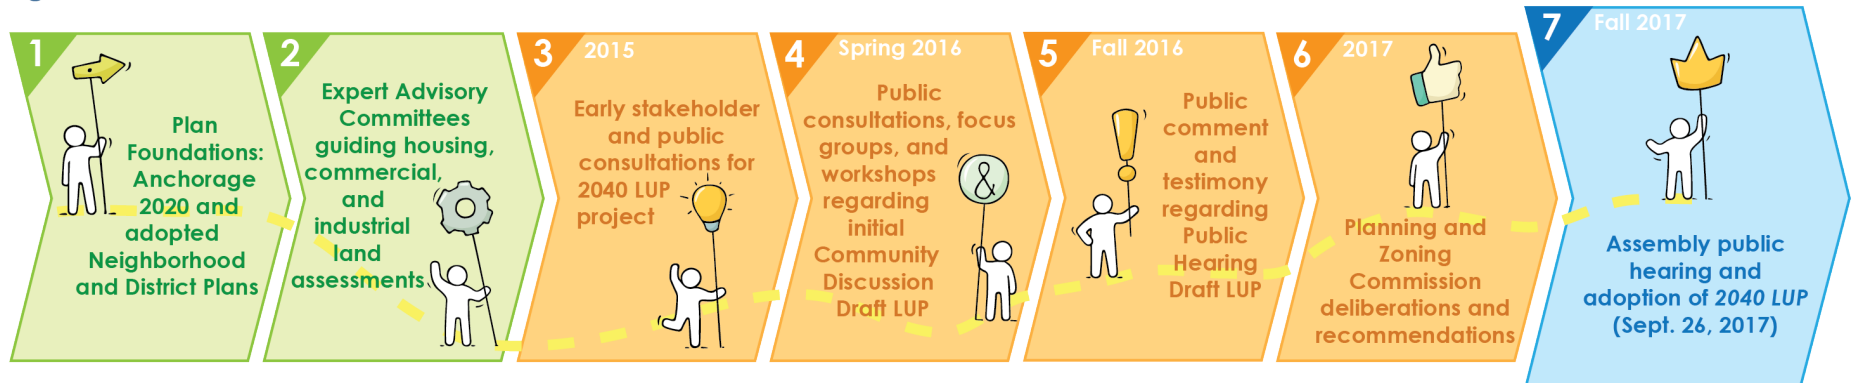 1
Plan
Foundations:
Anchorage
2020 and
adopted
Neighborhood
and District Plans
2
Expert Advisory
Committees
guiding housing,
commercial,
and
industrial
land
assessments
3
2015
Early stakeholder
and public
consultations for
2040 LUP
project
4
Spring 2016
Public
consultations, focus
groups, and
workshops
regarding
initial
Community
Discussion
Draft LUP
&
5
Fall 2016
Public
comment
and
testimony
regarding
Public
Hearing
Draft LUP
6
2017
Planning and
Zoning
Commission
deliberations and
recommendations
7
Fall 2017
Assembly public
hearing and
adoption of 2040 LUP
(Sept. 26, 2017)